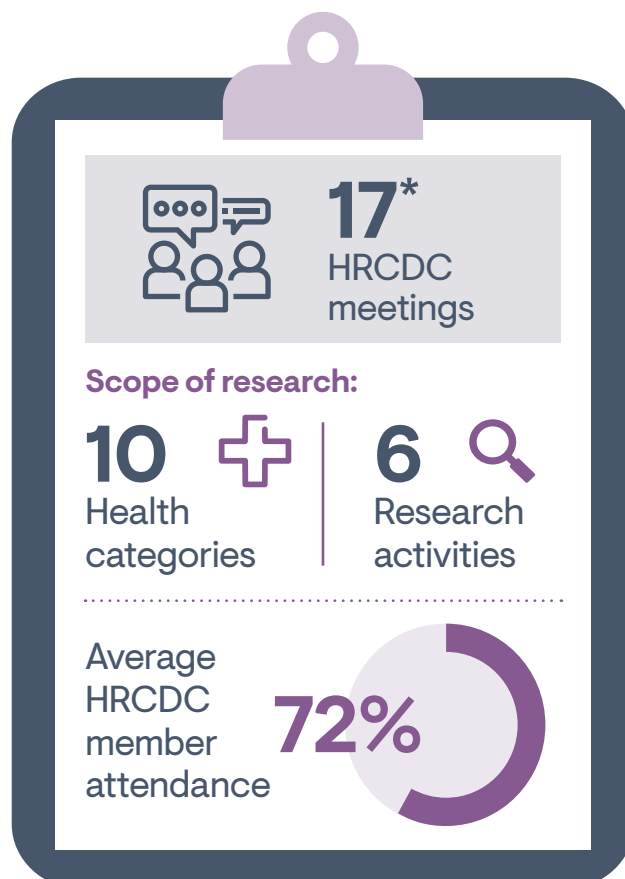 17*
HRCDC
meetings
Scope of research:
10
Health
categories
6
Research
activities
Average
HRCDC
member
attendance
72%